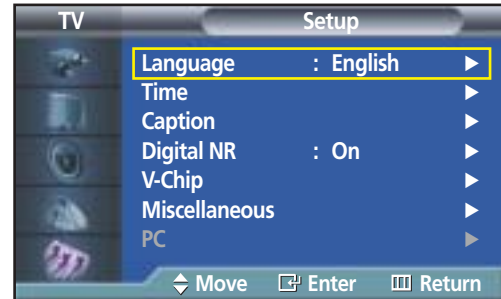 TV Setup
Language : English
Time
Caption
Digital NR : On
V-Chip
Miscellaneous
PC
Move Enter Return